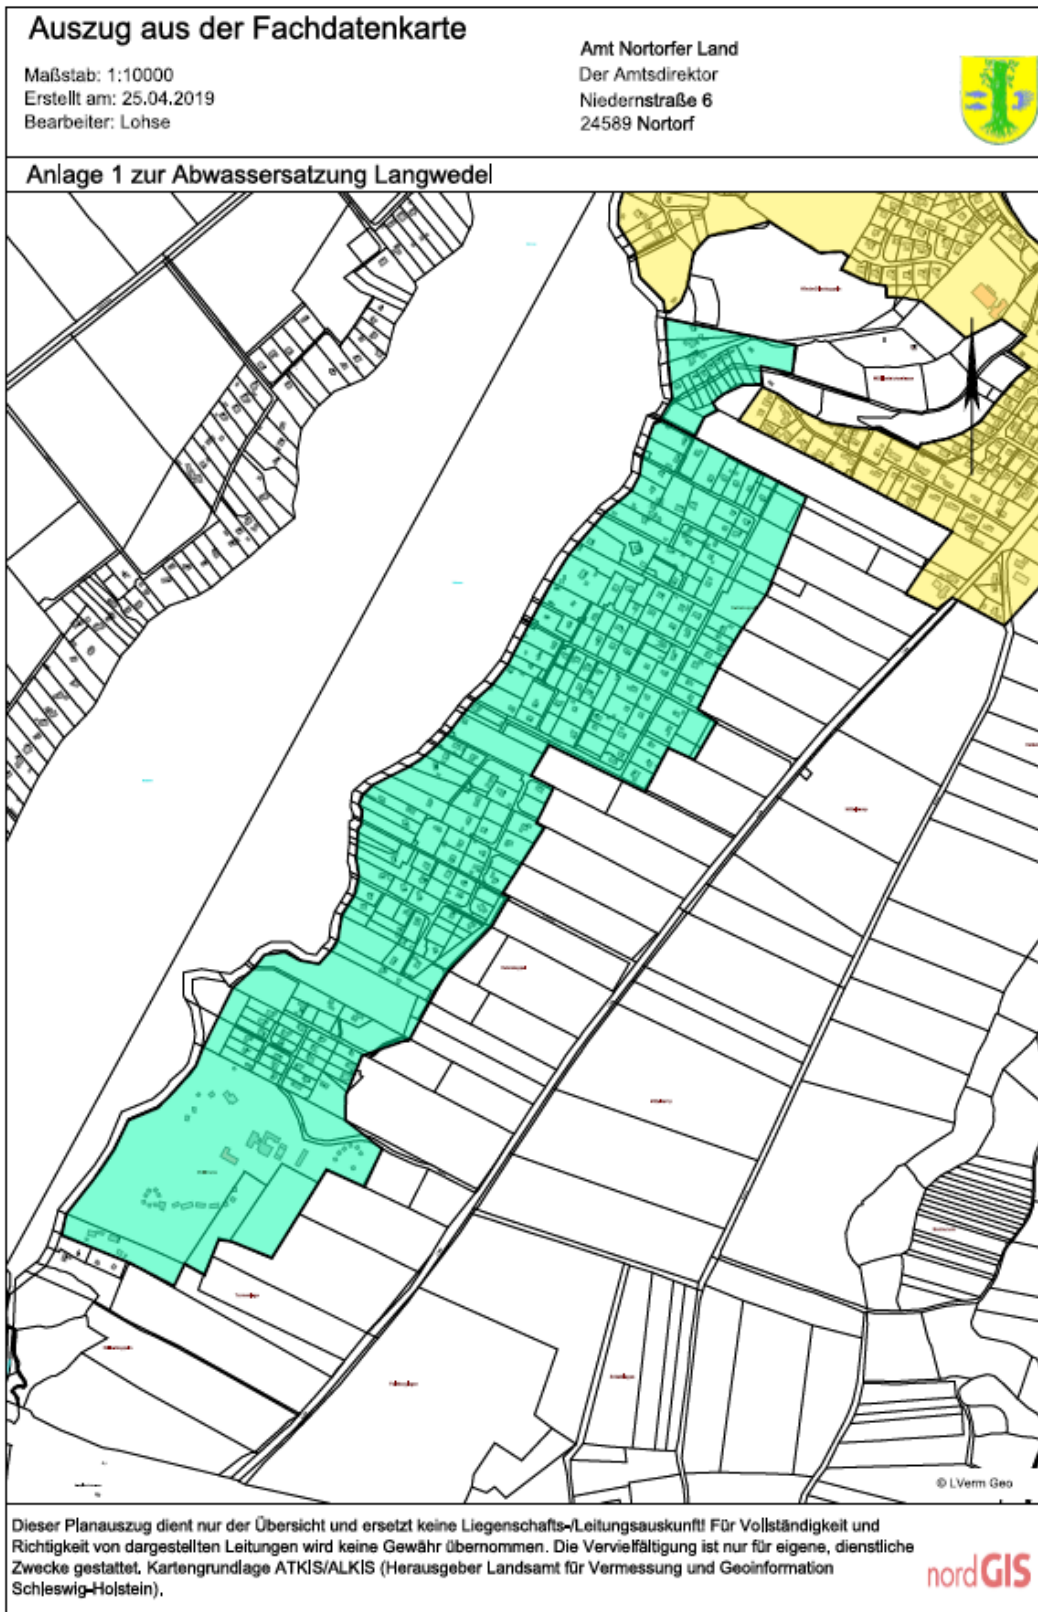 Auszug aus der Fachdatenkarte
Maßstab: 1:10000
Erstellt am: 25.04.2019
Bearbeiter: Lohse
Amt Nortorfer Land
Der Amtsdirektor
Niedernstraße 6
24589 Nortorf
Anlage 1 zur Abwassersatzung Langwedel
© LVerm Geo
Dieser Planauszug dient nur der Übersicht und ersetzt keine Liegenschafts-/Leitungsauskunft! Für Vollständigkeit und
Richtigkeit von dargestellten Leitungen wird keine Gewähr übernommen. Die Vervielfältigung ist nur für eigene, dienstliche
Zwecke gestattet. Kartengrundlage ATKIS/ALKIS (Herausgeber Landsamt für Vermessung und Geoinformation
Schleswig-Holstein).
nordGIS